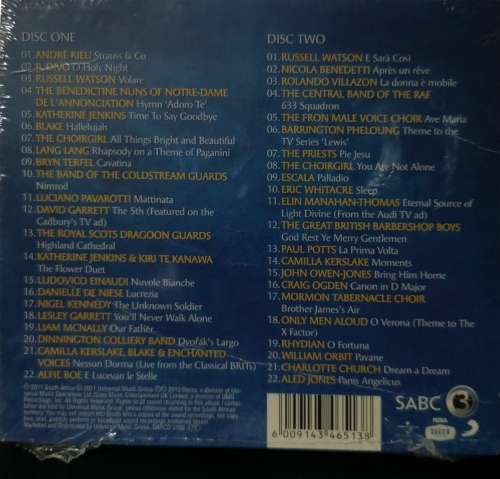 DISC ONE
01.ANDRÉ RIEU Strauss & Co
02.IL DIVO O Holy Night
03.RUSSELL WATSON Volare
04 THE BENEDICTINE NUNS OF NOTRE-DAME
DE L'ANNONCIATION Hymn 'Adoro Te'
05.KATHERINE JENKINS Time To Say Goodbye
06.BLAKE Hallelujah
07.THE CHOIRGIRL All Things Bright and Beautiful
08.LANG LANG Rhapsody on a Theme of Paganini
09.BRYN TERFEL Cavatina
10.THE BAND OF THE COLDSTREAM GUARDS
Nimrod
11.LUCIANO PAVAROTTI Mattinata
12.DAVID GARRETT The 5th (Featured on the
Cadbury's TV ad)
13.THE ROYAL SCOTS DRAGOON GUARDS
Highland Cathedral
14.KATHERINE JENKINS & KIRI TE KANAWA
The Flower Duet
15.LUDOVICO EINAUDI Nuvole Bianche
16.DANIELLE DE NIESE Lucrezia
17.NIGEL KENNEDY The Unknown Soldier
18.LESLEY GARRETT You'll Never Walk Alone
19.LIAM MCNALLY Our Father
20.DINNINGTON COLLIERY BAND Dvořák's Largo
21.CAMILLA KERSLAKE, BLAKE & ENCHANTED
VOICES Nessun Dorma (Live from the Classical BRITs)
22.ALFIE BOE E Lucevan le Stelle
DISC TWO
01.RUSSELL WATSON E Sarà Così
02.NICOLA BENEDETTI Après un rêve
03.ROLANDO VILLAZON La donna è mobile
04.THE CENTRAL BAND OF THE RAF
633 Squadron
05.THE FRON MALE VOICE CHOIR Ave Maria
06.BARRINGTON PHELOUNG Theme to the
TV Series 'Lewis'
07.THE PRIESTS Pie Jesu
08.THE CHOIRGIRL You Are Not Alone
09.ESCALA Palladio
10.ERIC WHITACRE Sleep
11.ELIN MANAHAN-THOMAS Eternal Source of
Light Divine (From the Audi TV ad)
12.THE GREAT BRITISH BARBERSHOP BOYS
God Rest Ye Merry Gentlemen
13.PAUL POTTS La Prima Volta
14.CAMILLA KERSLAKE Moments
15.JOHN OWEN-JONES Bring Him Home
16.CRAIG OGDEN Canon in D Major
17.MORMON TABERNACLE CHOIR
Brother James's Air
18.ONLY MEN ALOUD O Verona (Theme to The
X Factor)
19.RHYDIAN O Fortuna
20.WILLIAM ORBIT Pavane
21.CHARLOTTE CHURCH Dream a Dream
22.ALED JONES Panis Angelicus
6 009143 465138
SABC 3
RCA
DECCA